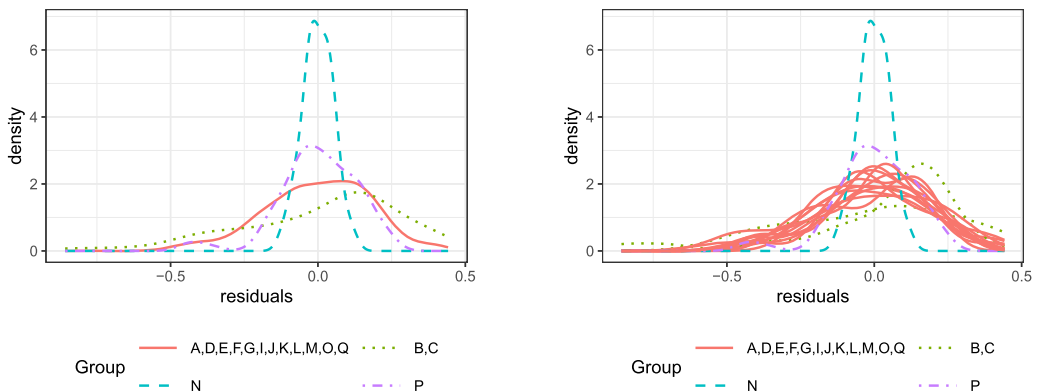 density
6
4
2
0
−0.5
0.0
0.5
residuals
Group
A,D,E,F,G,I,J,K,L,M,O,Q
B,C
N
P
density
6
4
2
0
−0.5
0.0
0.5
residuals
Group
A,D,E,F,G,I,J,K,L,M,O,Q
B,C
N
P